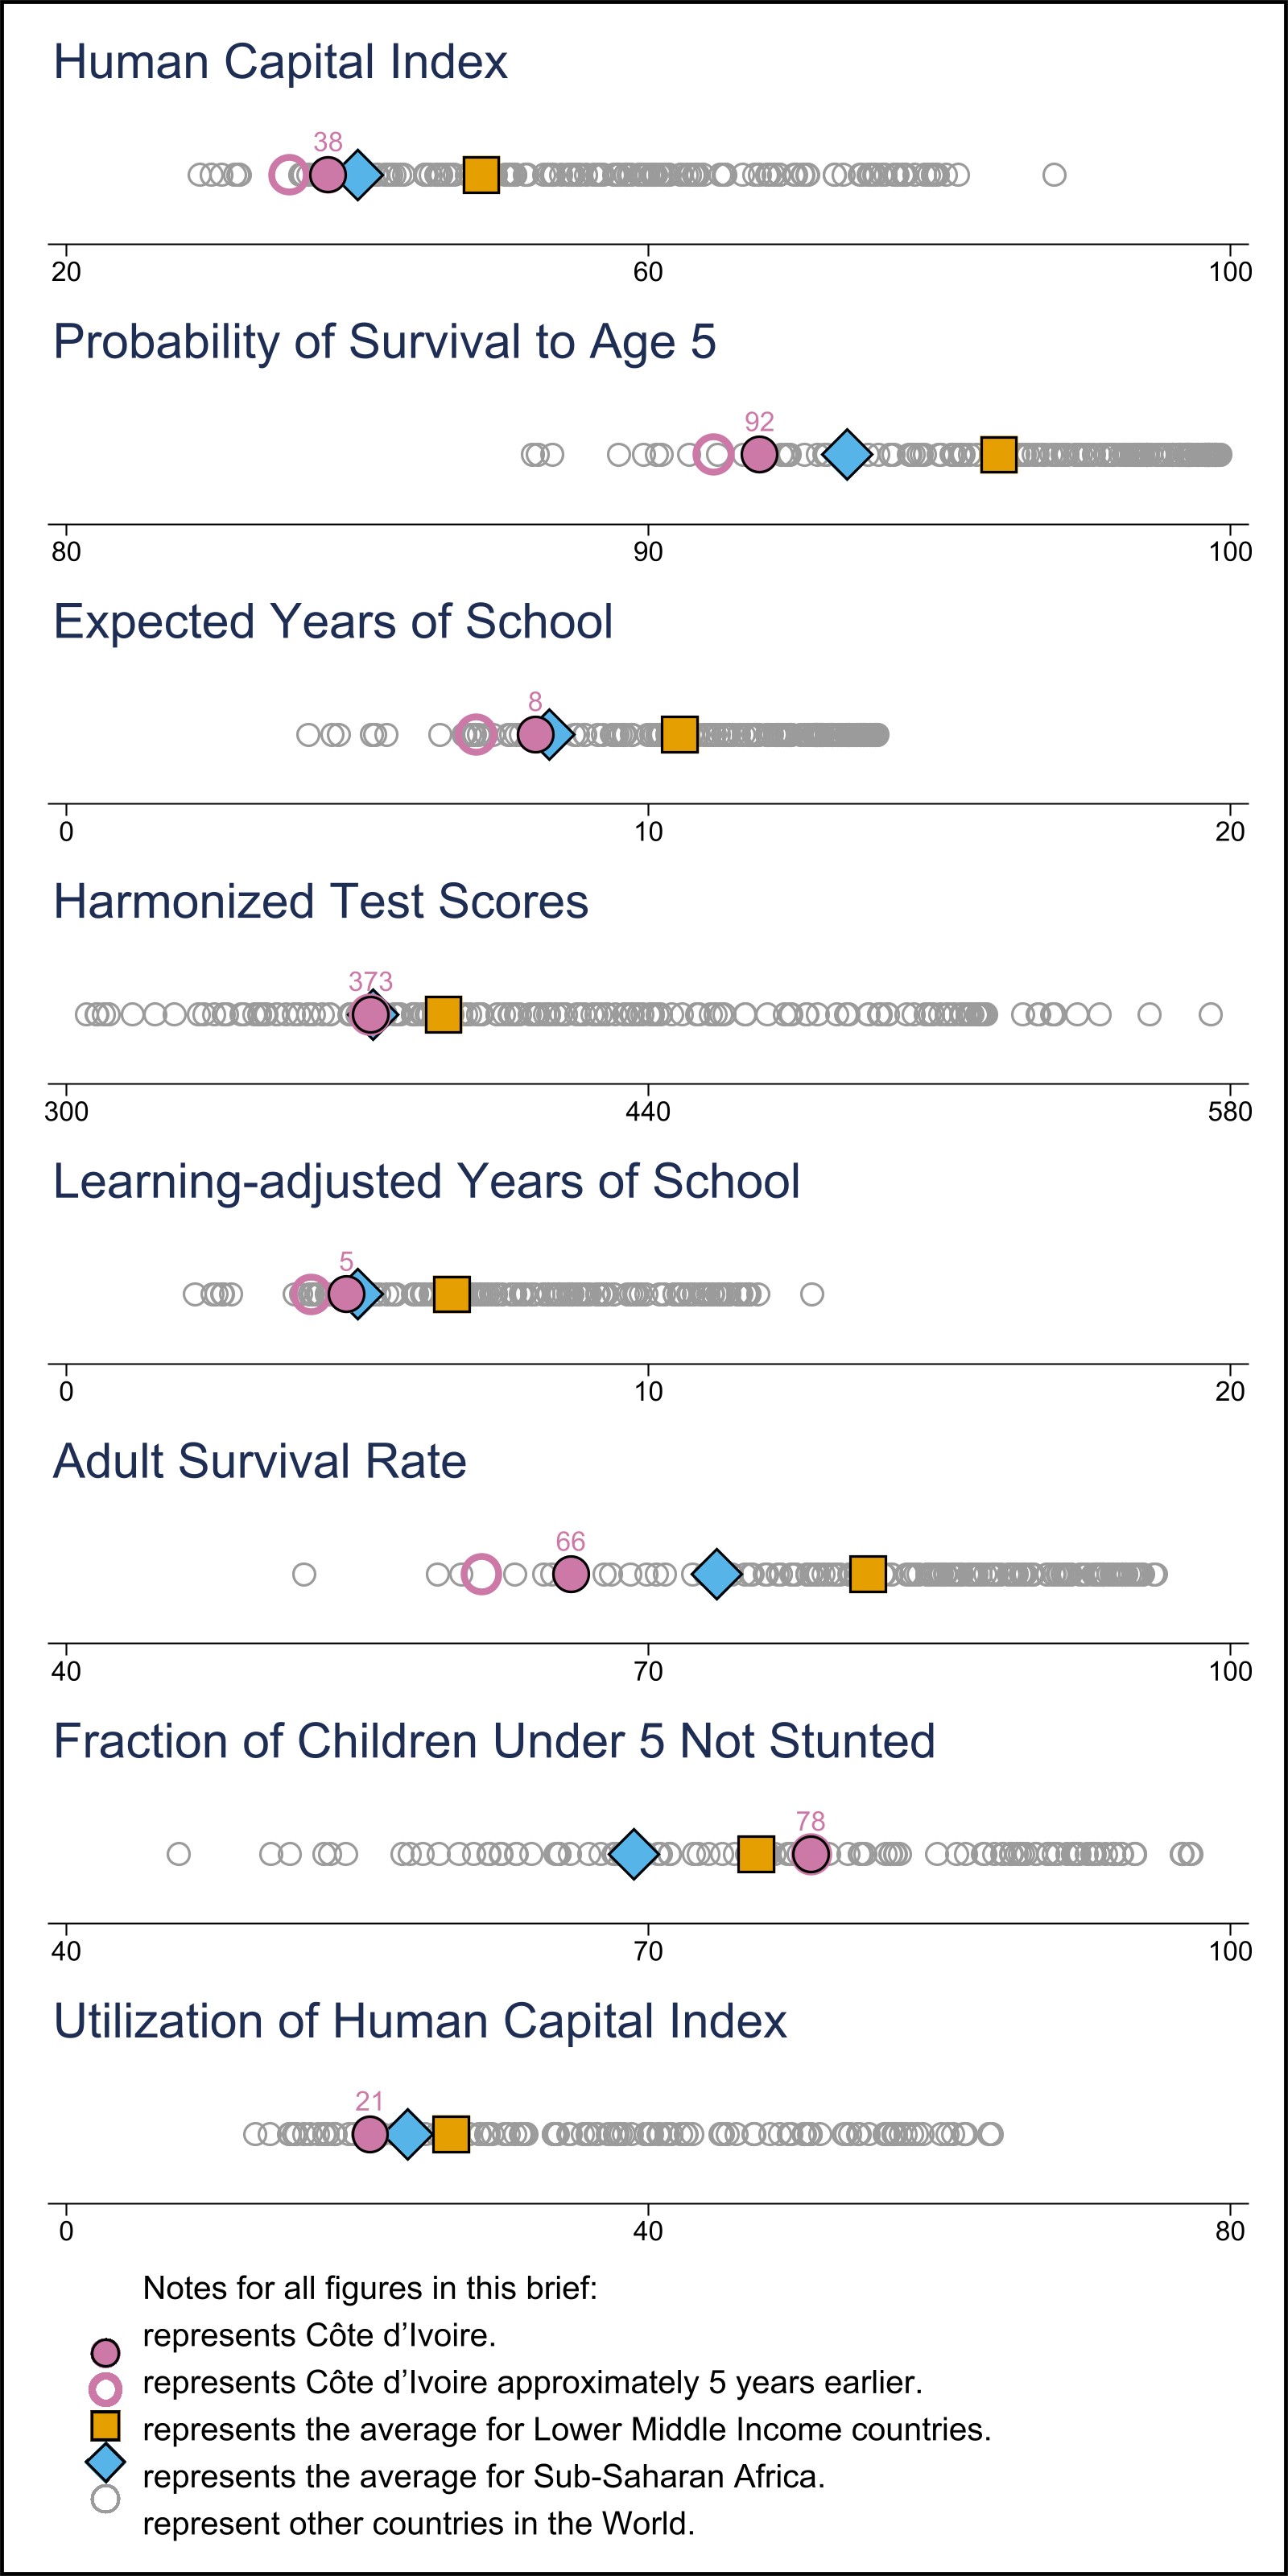 Human Capital Index
38
20 60 100
Probability of Survival to Age 5
92
80 90 100
Expected Years of School
8
0 10 20
Harmonized Test Scores
373
300 440 580
Learning-adjusted Years of School
5
0 10 20
Adult Survival Rate
66
40 70 100
Fraction of Children Under 5 Not Stunted
78
40 70 100
Utilization of Human Capital Index
21
0 40 80
Notes for all figures in this brief:
represents Côte d’Ivoire.
represents Côte d’Ivoire approximately 5 years earlier.
represents the average for Lower Middle Income countries.
represents the average for Sub-Saharan Africa.
represent other countries in the World.